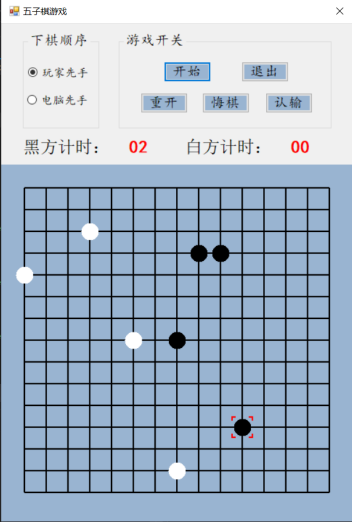 五子棋游戏
下棋顺序
玩家先手
电脑先手
游戏开关
开始 退出
重开 悔棋 认输
黑方计时： 02 白方计时： 00